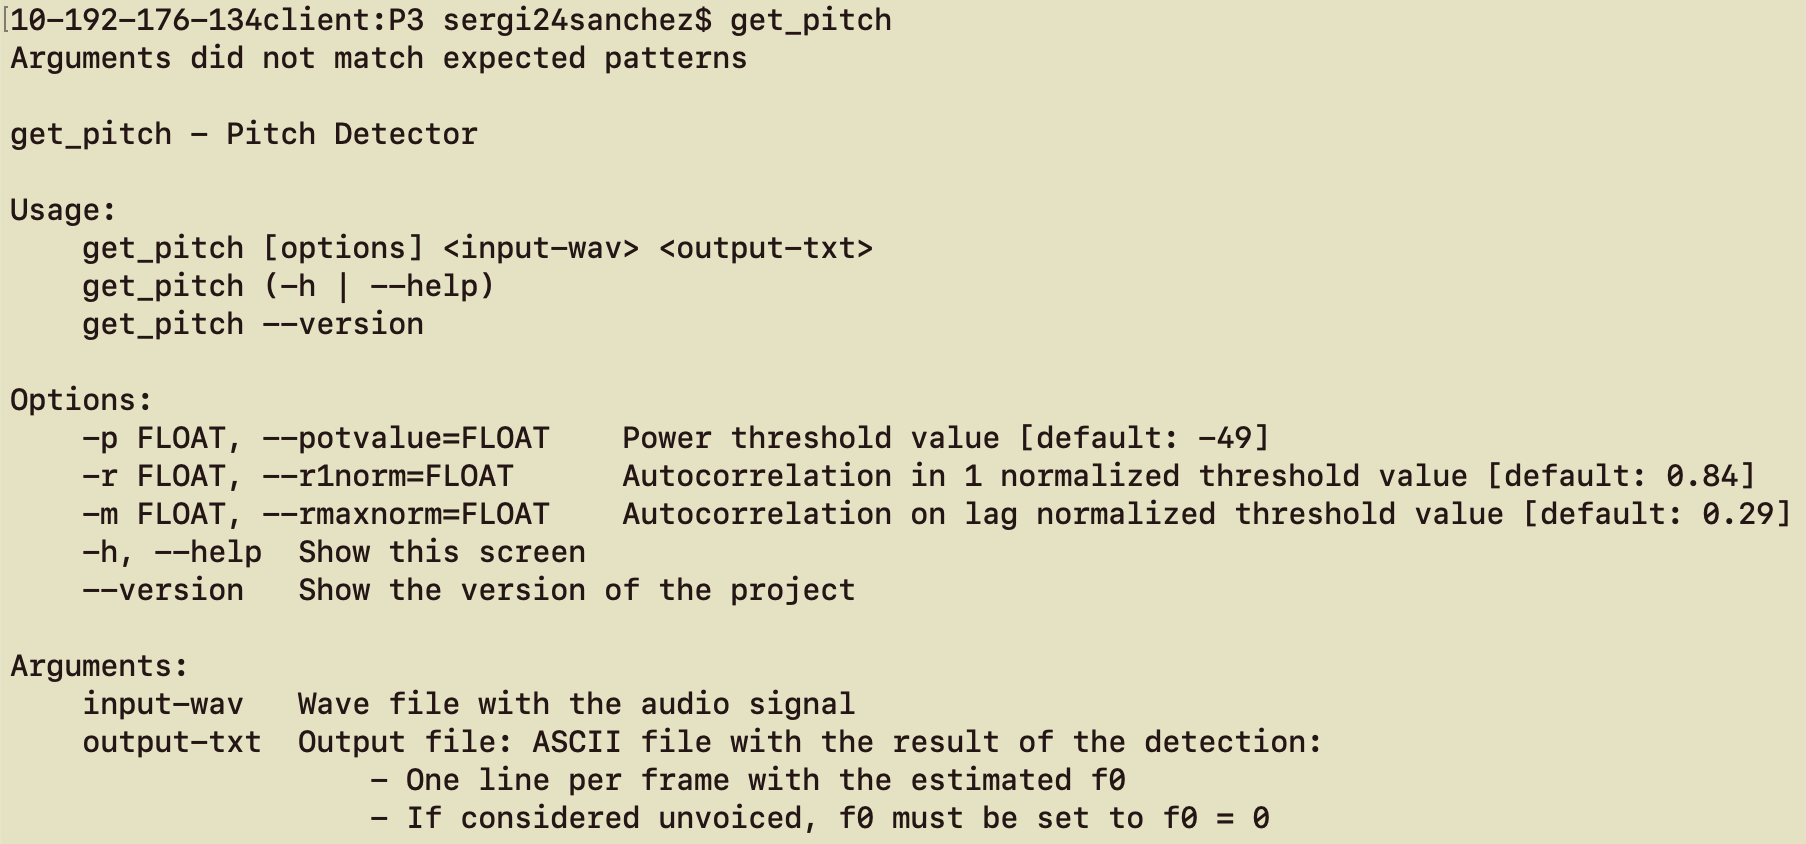 [10-192-176-134client:P3 sergi24sanchez$ get_pitch
Arguments did not match expected patterns

get_pitch - Pitch Detector

Usage:
    get_pitch [options] <input-wav> <output-txt>
    get_pitch (-h | --help)
    get_pitch --version

Options:
    -p FLOAT, --potvalue=FLOAT    Power threshold value [default: -49]
    -r FLOAT, --r1norm=FLOAT      Autocorrelation in 1 normalized threshold value [default: 0.84]
    -m FLOAT, --rmaxnorm=FLOAT    Autocorrelation on lag normalized threshold value [default: 0.29]
    -h, --help  Show this screen
    --version   Show the version of the project

Arguments:
    input-wav   Wave file with the audio signal
    output-txt  Output file: ASCII file with the result of the detection:
                    - One line per frame with the estimated f0
                    - If considered unvoiced, f0 must be set to f0 = 0